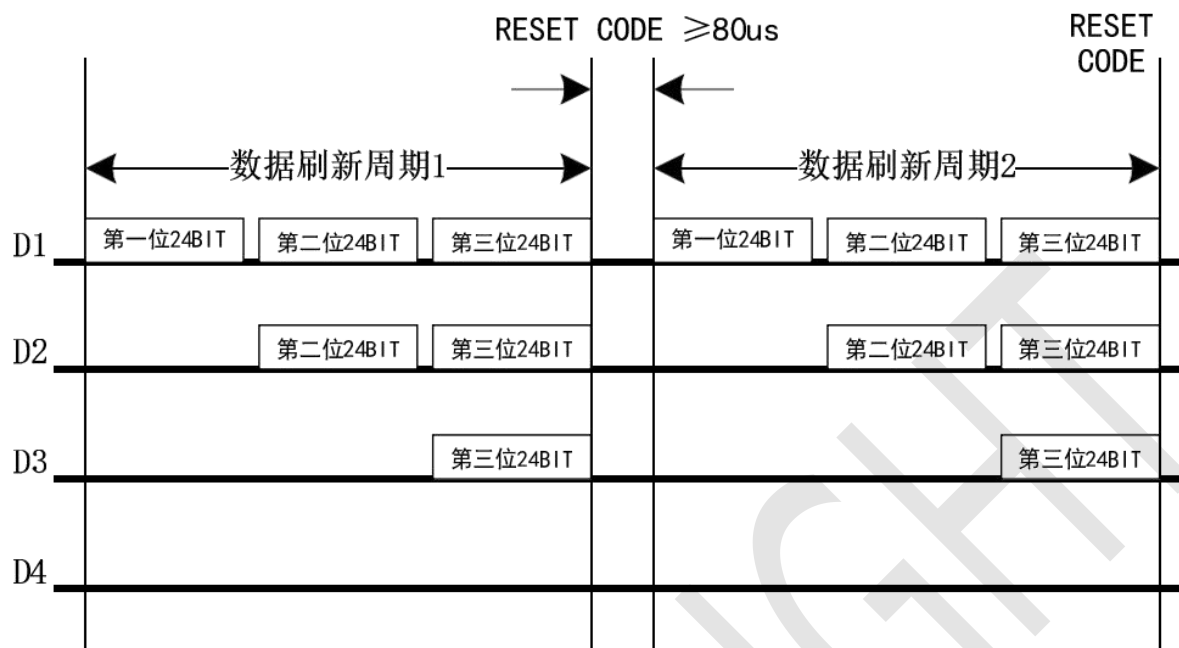 RESET CODE ≥80us
RESET
CODE
数据刷新周期1
数据刷新周期2
D1
第一位24BIT
第二位24BIT
第三位24BIT
第一位24BIT
第二位24BIT
第三位24BIT
D2
第二位24BIT
第三位24BIT
第二位24BIT
第三位24BIT
D3
第三位24BIT
第三位24BIT
D4